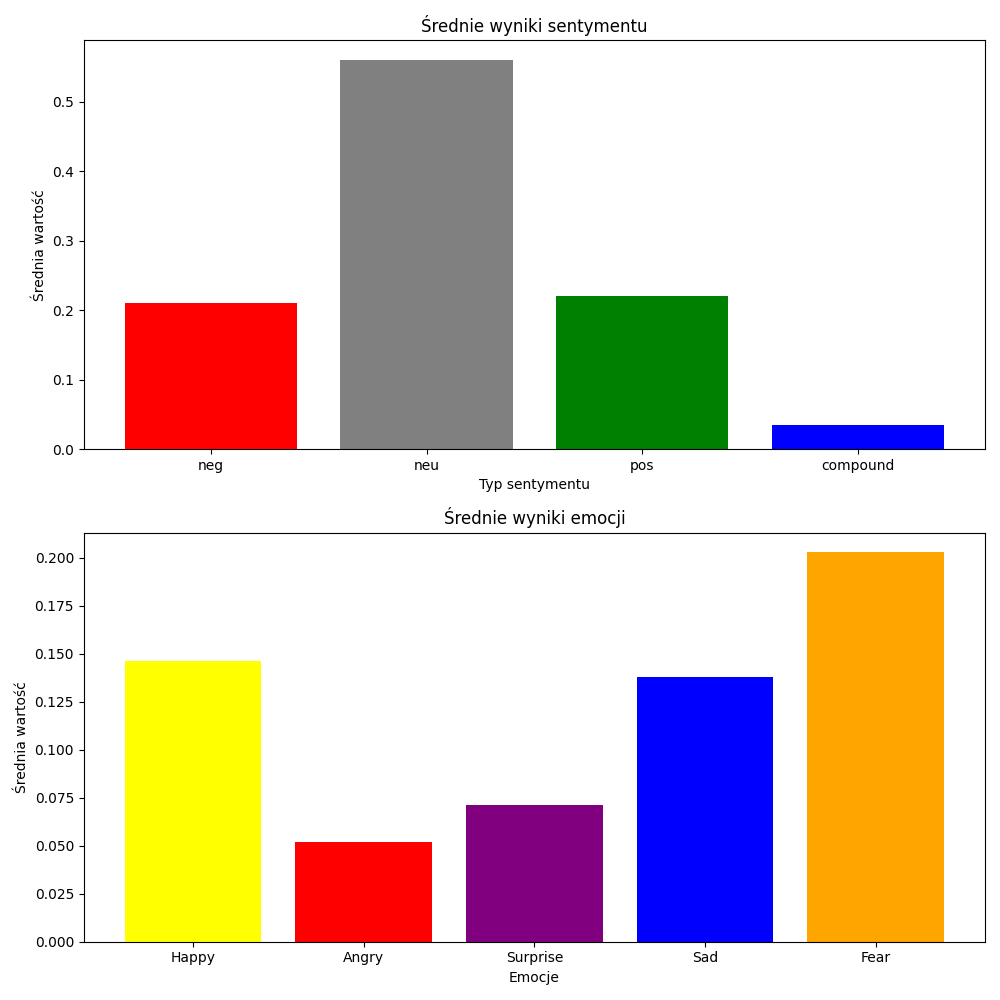 Średnie wyniki sentymentu
Średnia wartość
0.5
0.4
0.3
0.2
0.1
0.0
neg neu pos compound
Typ sentymentu
Średnie wyniki emocji
Średnia wartość
0.200
0.175
0.150
0.125
0.100
0.075
0.050
0.025
0.000
Happy Angry Surprise Sad Fear
Emocje